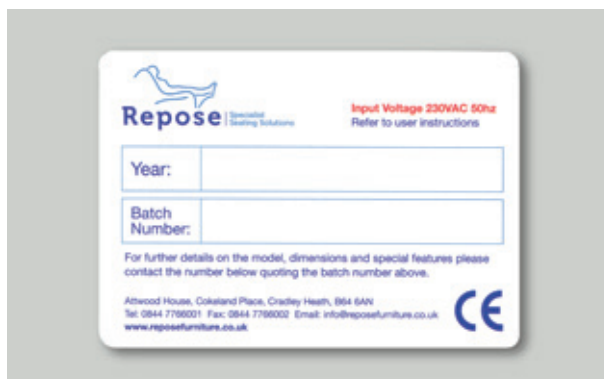 Repose Specialist Seating Solutions
Input Voltage 230VAC 50hz
Refer to user instructions
Year:
Batch
Number:
For further details on the model, dimensions and special features please
contact the number below quoting the batch number above.
Attwood House, Cokeland Place, Cradley Heath, B64 6AN
Tel: 0844 7766001 Fax: 0844 7766002 Email: info@reposefurniture.co.uk
www.reposefurniture.co.uk
CE